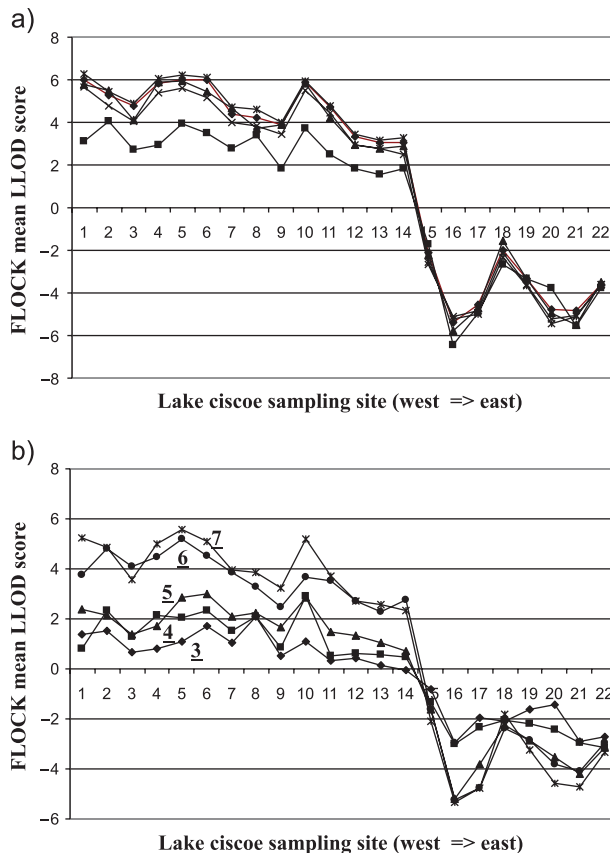 a)
8
6
4
2
0
−2
−4
−6
−8
1 2 3 4 5 6 7 8 9 10 11 12 13 14 15 16 17 18 19 20 21 22
FLOCK mean LLOD score
Lake ciscoe sampling site (west => east)
b)
8
6
4
2
0
−2
−4
−6
−8
7
6
5
4
3
1 2 3 4 5 6 7 8 9 10 11 12 13 14 15 16 17 18 19 20 21 22
FLOCK mean LLOD score
Lake ciscoe sampling site (west => east)